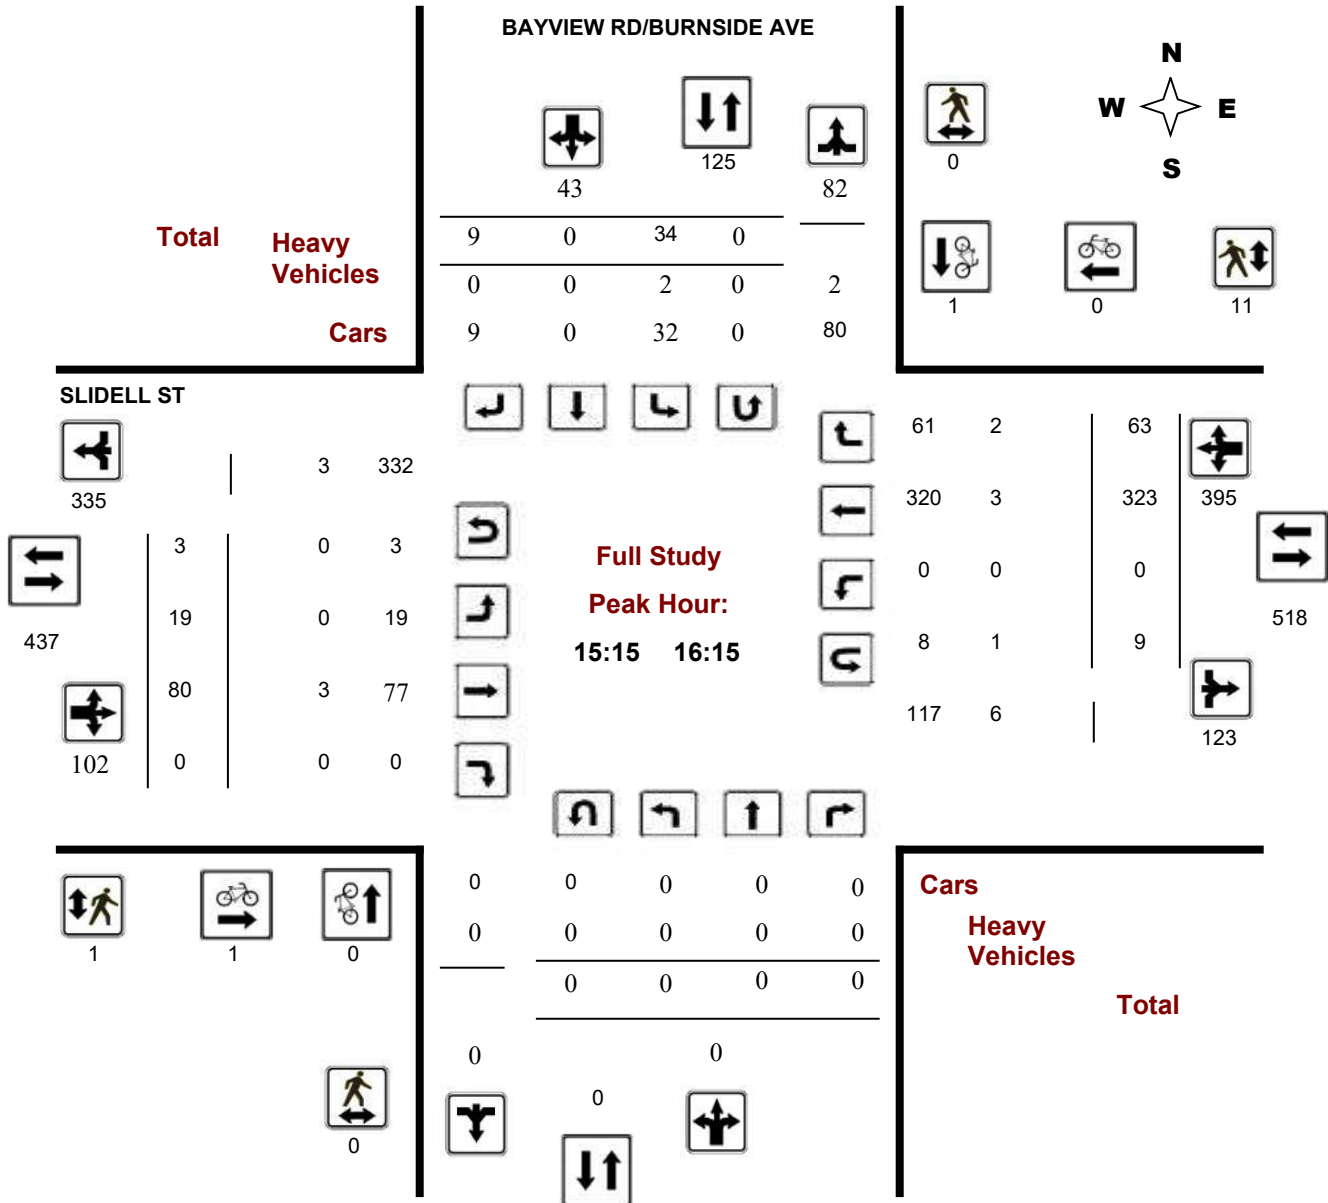 BAYVIEW RD/BURNSIDE AVE
N
W E
S
125
0
43 82
Total Heavy
Vehicles
9 0 34 0
0 0 2 0 2
1 0 11
Cars 9 0 32 0 80
SLIDELL ST
61 2 63
3 332
335
320 3 323 395
3 0 3
Full Study
0 0 0
Peak Hour:
19 0 19
518
437
15:15 16:15
8 1 9
80 3 77
117 6
123
102 0 0 0
0 0 0 0 0
Cars
0 0 0 0 0
Heavy
Vehicles
1 1 0
0 0 0 0
Total
0 0
0
0